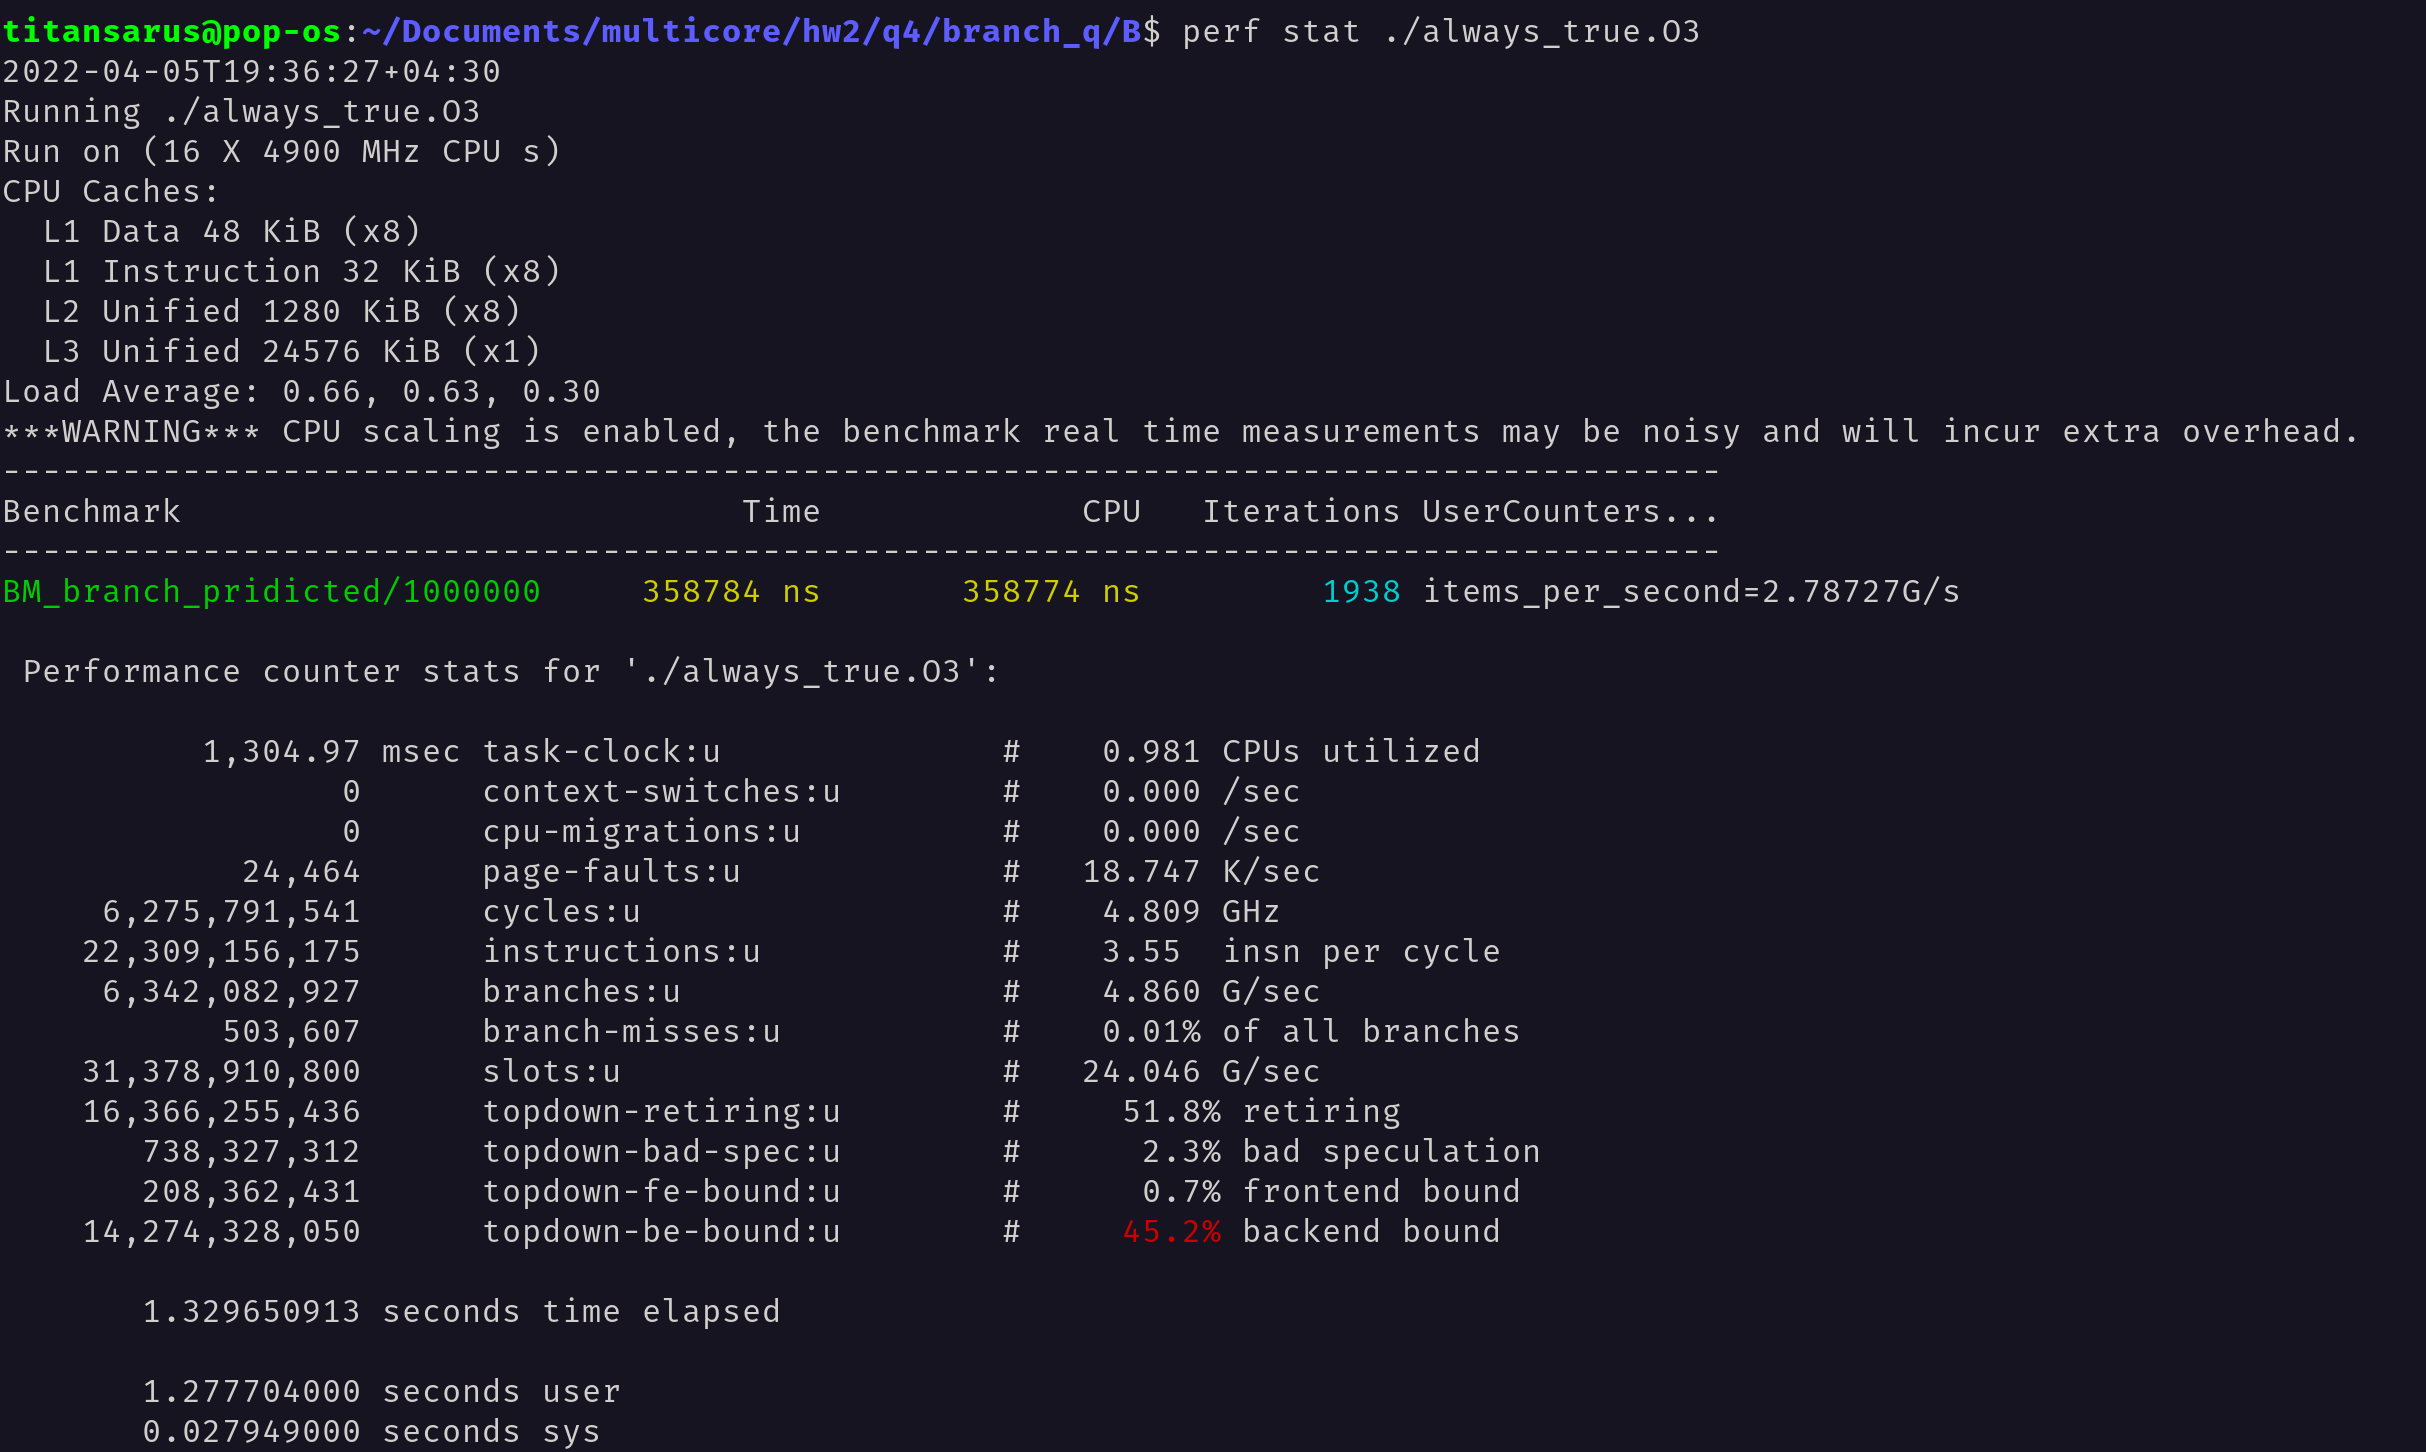 titansarus@pop-os:~/Documents/multicore/hw2/q4/branch_q/B$ perf stat ./always_true.O3
2022-04-05T19:36:27+04:30
Running ./always_true.O3
Run on (16 X 4900 MHz CPU s)
CPU Caches:
  L1 Data 48 KiB (x8)
  L1 Instruction 32 KiB (x8)
  L2 Unified 1280 KiB (x8)
  L3 Unified 24576 KiB (x1)
Load Average: 0.66, 0.63, 0.30
***WARNING*** CPU scaling is enabled, the benchmark real time measurements may be noisy and will incur extra overhead.
--------------------------------------------------------------------------------------
Benchmark                            Time             CPU   Iterations UserCounters...
--------------------------------------------------------------------------------------
BM_branch_pridicted/1000000     358784 ns       358774 ns         1938 items_per_second=2.78727G/s
 Performance counter stats for './always_true.O3':
          1,304.97 msec task-clock:u              #    0.981 CPUs utilized
                 0      context-switches:u        #    0.000 /sec
                 0      cpu-migrations:u          #    0.000 /sec
            24,464      page-faults:u             #   18.747 K/sec
     6,275,791,541      cycles:u                  #    4.809 GHz
    22,309,156,175      instructions:u            #    3.55  insn per cycle
     6,342,082,927      branches:u                #    4.860 G/sec
           503,607      branch-misses:u           #    0.01% of all branches
    31,378,910,800      slots:u                   #   24.046 G/sec
    16,366,255,436      topdown-retiring:u        #     51.8% retiring
       738,327,312      topdown-bad-spec:u        #      2.3% bad speculation
       208,362,431      topdown-fe-bound:u        #      0.7% frontend bound
    14,274,328,050      topdown-be-bound:u        #     45.2% backend bound
       1.329650913 seconds time elapsed
       1.277704000 seconds user
       0.027949000 seconds sys